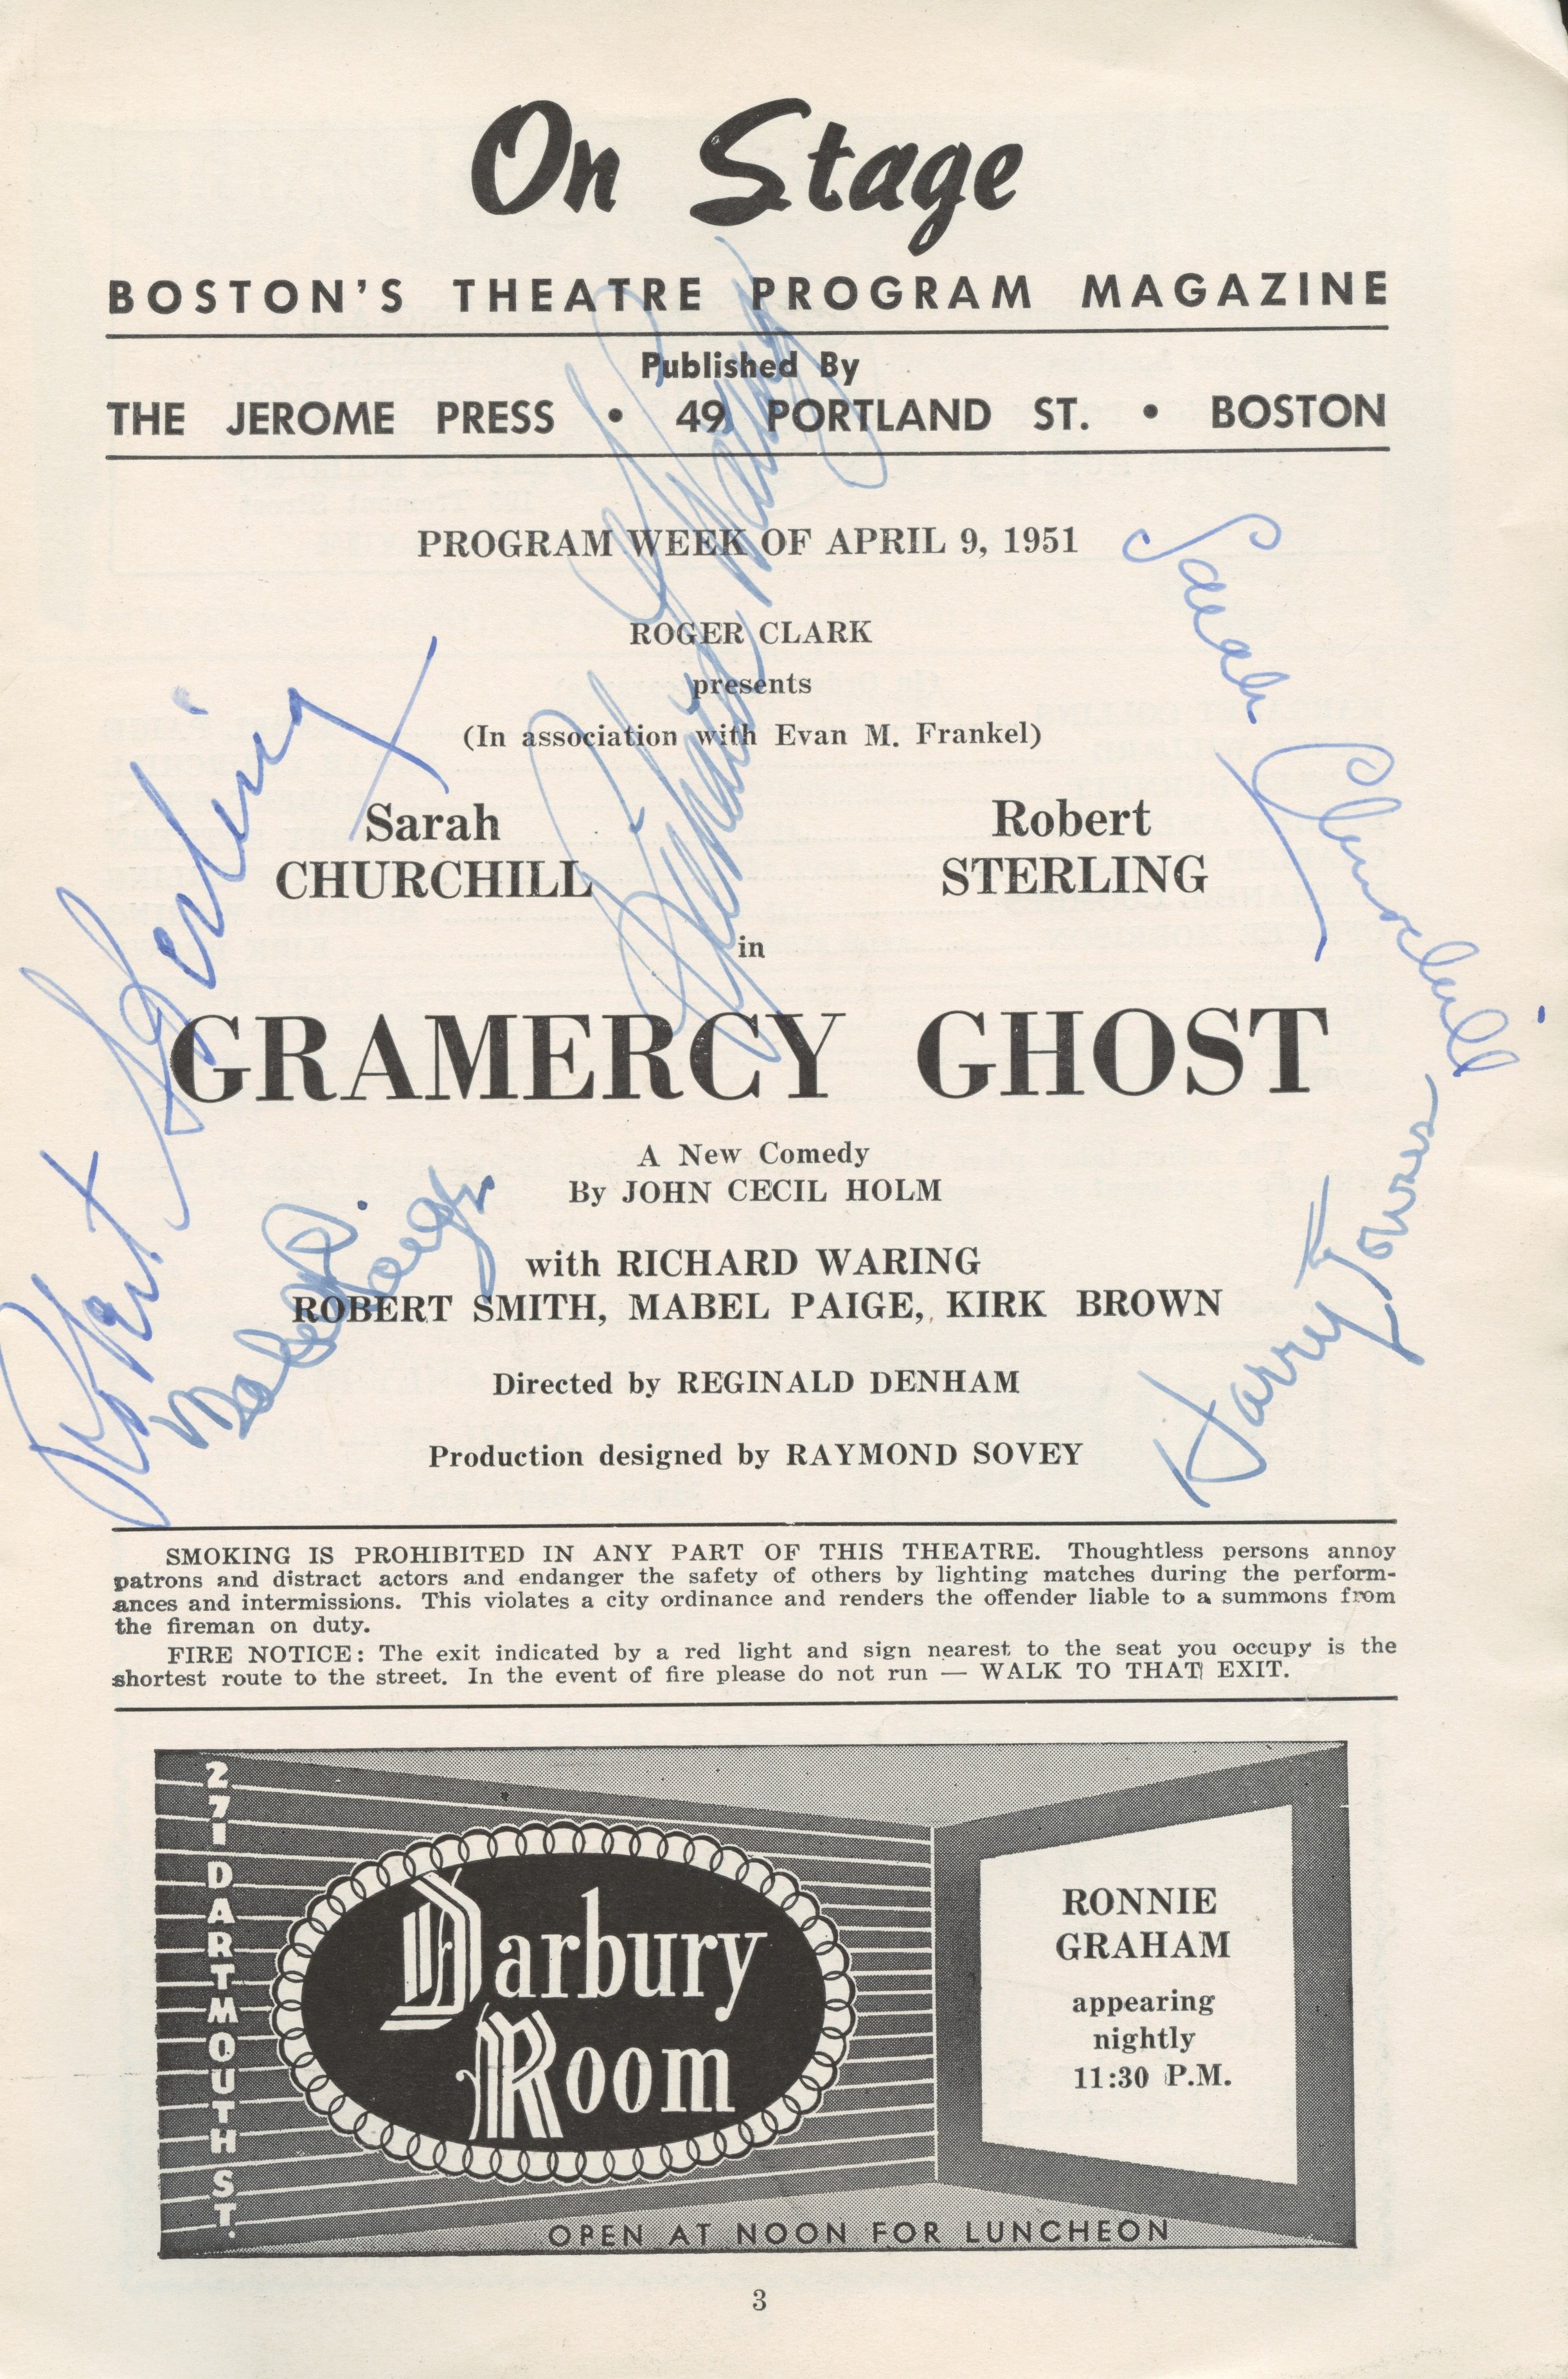 On Stage
BOSTON'S THEATRE PROGRAM MAGAZINE
Published By
THE JEROME PRESS • 49 PORTLAND ST. • BOSTON
PROGRAM WEEK OF APRIL 9, 1951
ROGER CLARK
presents
(In association with Evan M. Frankel)
Sarah Robert
CHURCHILL STERLING
in
GRAMERCY GHOST
A New Comedy
By JOHN CECIL HOLM
with RICHARD WARING
ROBERT SMITH, MABEL PAIGE, KIRK BROWN
Directed by REGINALD DENHAM
Production designed by RAYMOND SOVEY
Robert Sterling
Mabel Paige
Richard Waring
Sarah Churchill
Harry Townes
SMOKING IS PROHIBITED IN ANY PART OF THIS THEATRE. Thoughtless persons annoy
patrons and distract actors and endanger the safety of others by lighting matches during the perform-
ances and intermissions. This violates a city ordinance and renders the offender liable to a summons from
the fireman on duty.
FIRE NOTICE: The exit indicated by a red light and sign nearest to the seat you occupy is the
shortest route to the street. In the event of fire please do not run — WALK TO THAT EXIT.
271 DARTMOUTH ST.
Darbury
Room
RONNIE
GRAHAM
appearing
nightly
11:30 P.M.
OPEN AT NOON FOR LUNCHEON
3